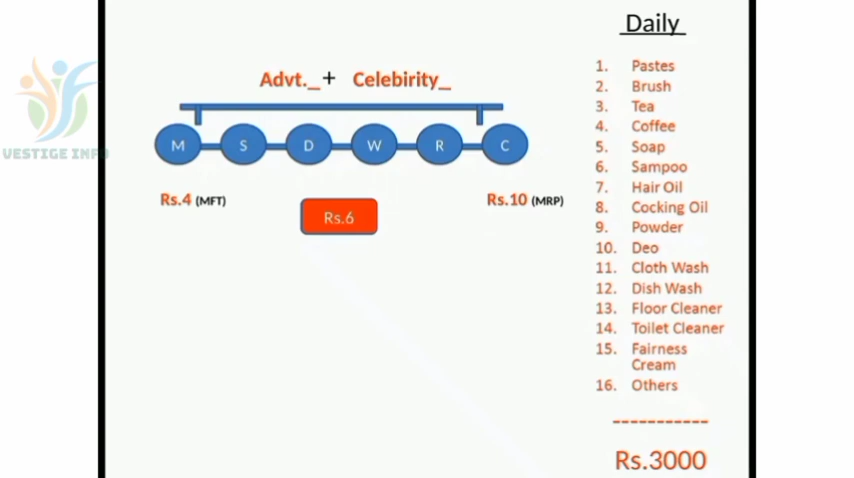 Daily
Advt._ + Celebirity_
M S D W R C
Rs.4 (MFT)
Rs.6
Rs.10 (MRP)
VESTIGE INFO
1. Pastes
2. Brush
3. Tea
4. Coffee
5. Soap
6. Sampoo
7. Hair Oil
8. Cocking Oil
9. Powder
10. Deo
11. Cloth Wash
12. Dish Wash
13. Floor Cleaner
14. Toilet Cleaner
15. Fairness
Cream
16. Others
-----------
Rs.3000